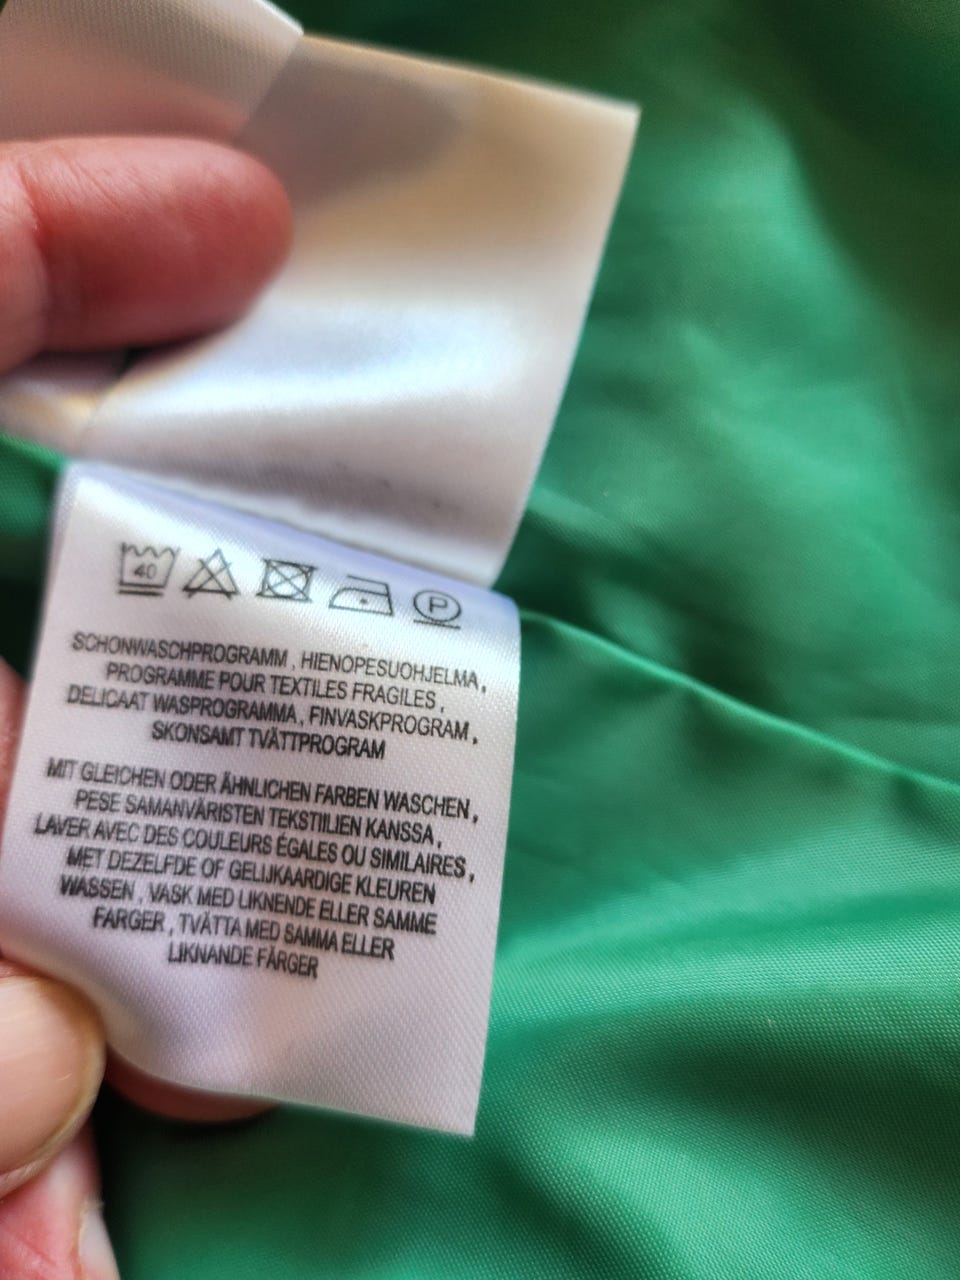 40
P
SCHONWASCHPROGRAMM , HIENOPESUOHJELMA,
PROGRAMME POUR TEXTILES FRAGILES ,
DELICAAT WASPROGRAMMA , FINVASKPROGRAM ,
SKONSAMT TVÄTTPROGRAM
MIT GLEICHEN ODER ÄHNLICHEN FARBEN WASCHEN ,
PESE SAMANVÄRISTEN TEKSTIILIEN KANSSA ,
LAVER AVEC DES COULEURS ÉGALES OU SIMILAIRES ,
MET DEZELFDE OF GELIJKAARDIGE KLEUREN
WASSEN , VASK MED LIKNENDE ELLER SAMME
FARGER , TVÄTTA MED SAMMA ELLER
LIKNANDE FÄRGER